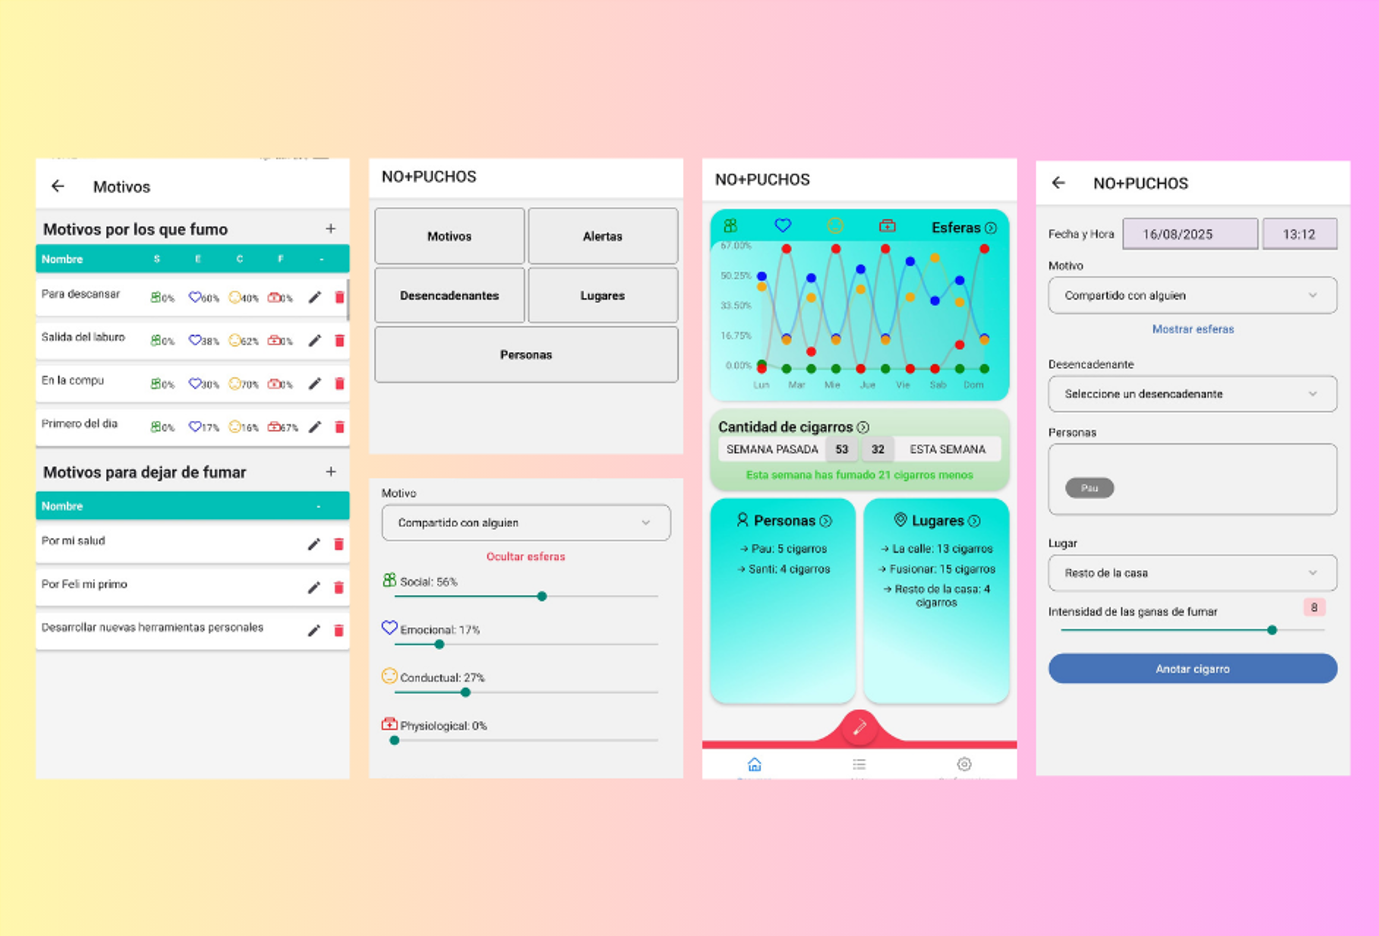 Motivos
Motivos por los que fumo +
Nombre S E C F -
Para descansar 0% 60% 40% 0%
Salida del laburo 0% 38% 62% 0%
En la compu 0% 30% 70% 0%
Primero del dia 0% 17% 16% 67%
Motivos para dejar de fumar +
Nombre -
Por mi salud
Por Feli mi primo
Desarrollar nuevas herramientas personales
NO+PUCHOS
Motivos Alertas
Desencadenantes Lugares
Personas
Motivo
Compartido con alguien
Ocultar esferas
Social: 56%
Emocional: 17%
Conductual: 27%
Physiological: 0%
NO+PUCHOS
Esferas
67.00%
50.25%
33.50%
16.75%
0.00%
Lun Mar Mie Jue Vie Sab Dom
Cantidad de cigarros
SEMANA PASADA 53 32 ESTA SEMANA
Esta semana has fumado 21 cigarros menos
Personas
→ Pau: 5 cigarros
→ Santi: 4 cigarros
Lugares
→ La calle: 13 cigarros
→ Fusionar: 15 cigarros
→ Resto de la casa: 4
cigarros
NO+PUCHOS
Fecha y Hora 16/08/2025 13:12
Motivo
Compartido con alguien
Mostrar esferas
Desencadenante
Seleccione un desencadenante
Personas
Pau
Lugar
Resto de la casa
Intensidad de las ganas de fumar 8
Anotar cigarro